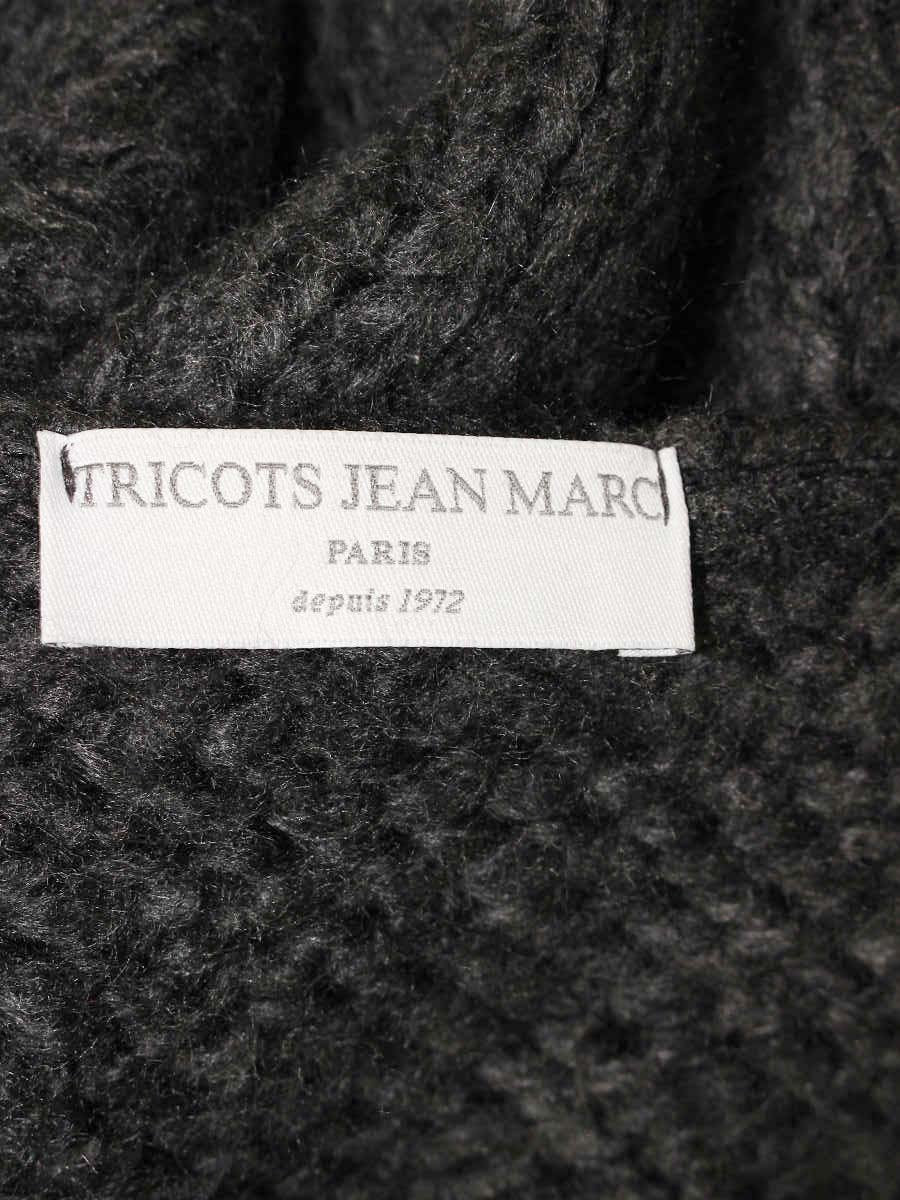 TRICOTS JEAN MARC
PARIS
depuis 1972